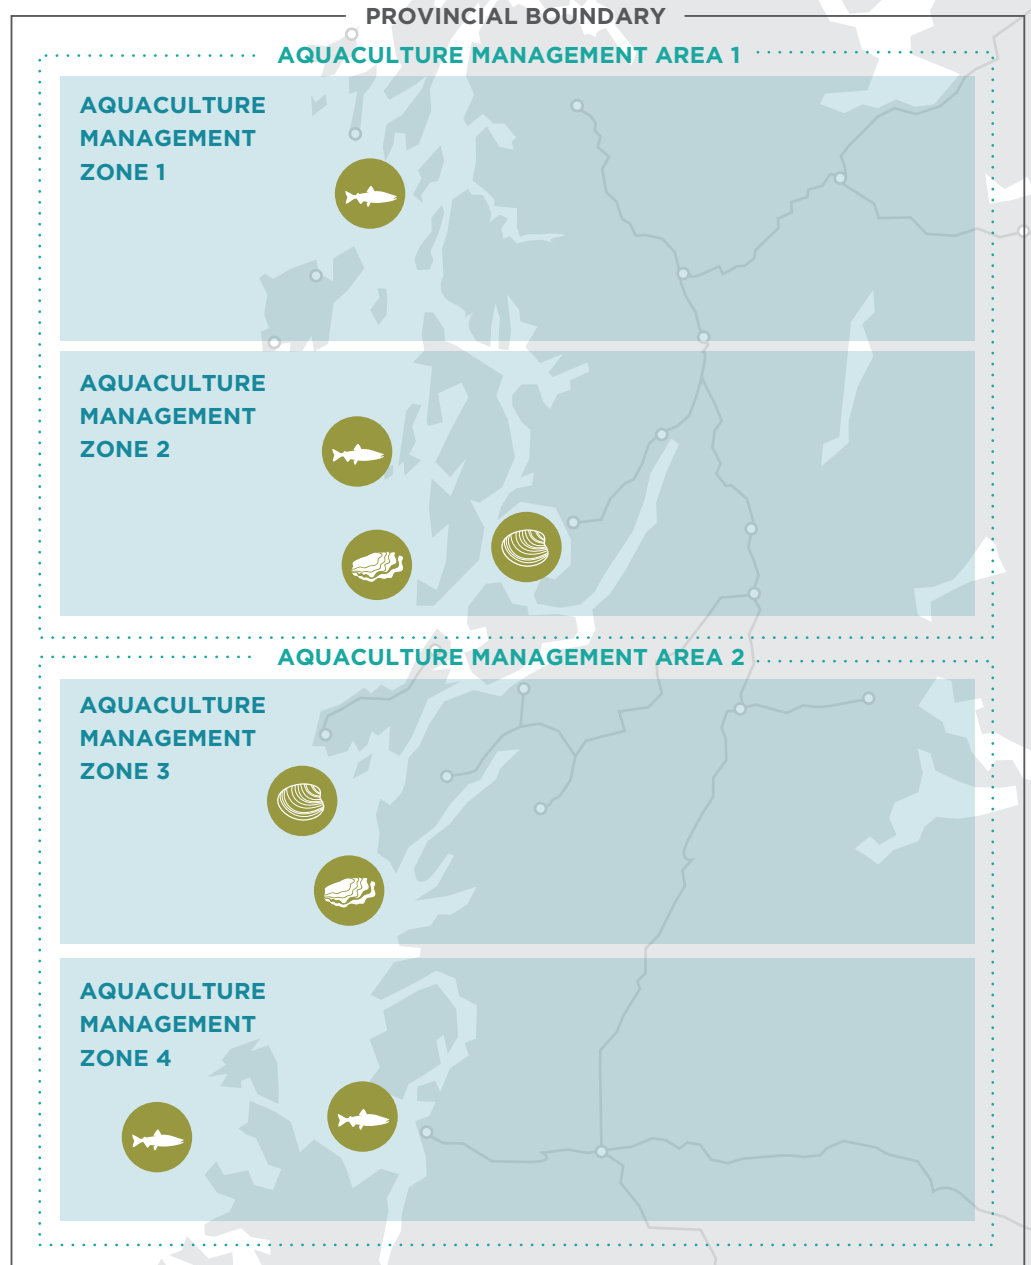 PROVINCIAL BOUNDARY
AQUACULTURE MANAGEMENT AREA 1
AQUACULTURE
MANAGEMENT
ZONE 1
AQUACULTURE
MANAGEMENT
ZONE 2
AQUACULTURE MANAGEMENT AREA 2
AQUACULTURE
MANAGEMENT
ZONE 3
AQUACULTURE
MANAGEMENT
ZONE 4